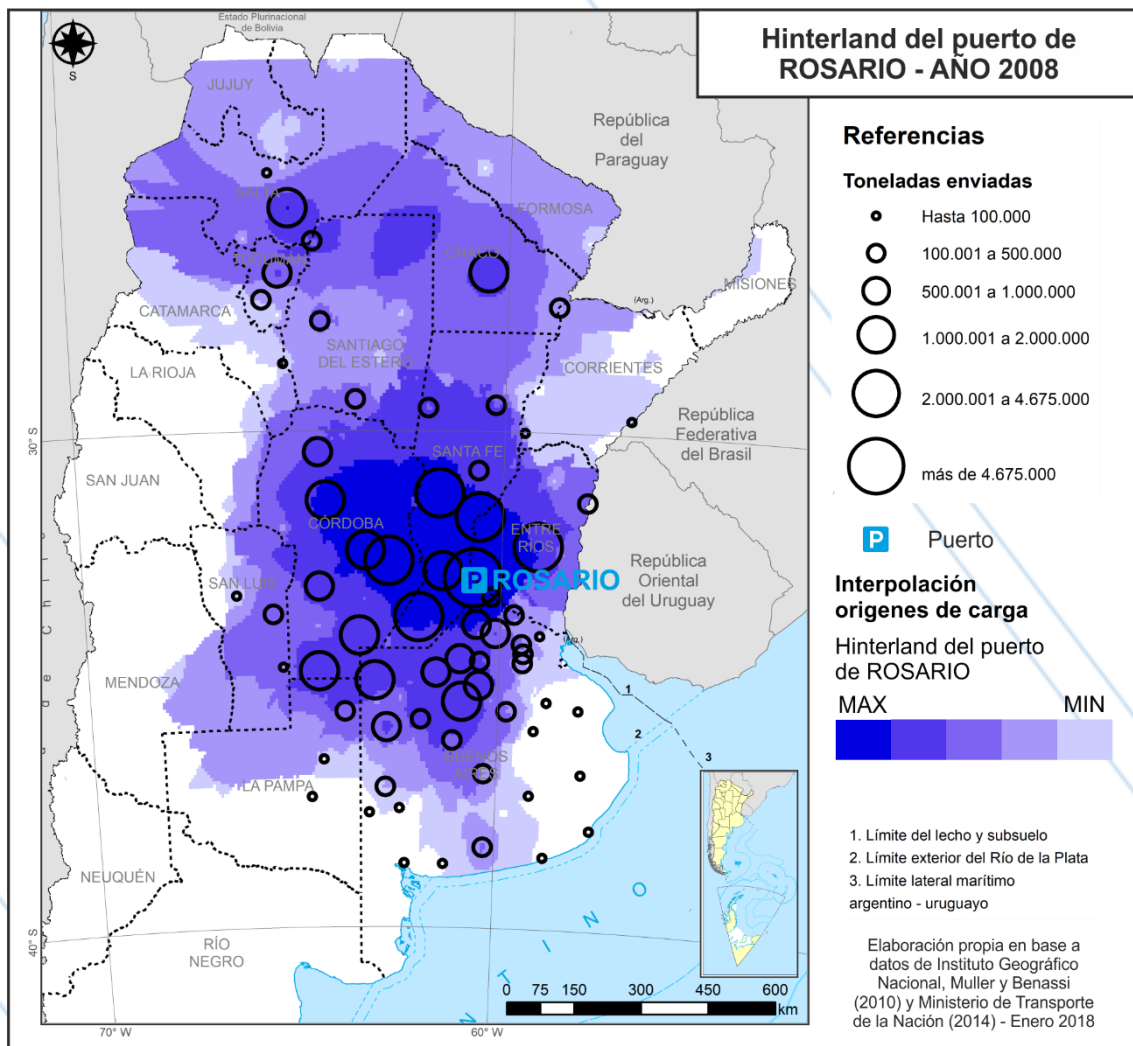 Hinterland del puerto de
ROSARIO - AÑO 2008
Referencias
Toneladas enviadas
Hasta 100.000
100.001 a 500.000
500.001 a 1.000.000
1.000.001 a 2.000.000
2.000.001 a 4.675.000
más de 4.675.000
P Puerto
Interpolación
origenes de carga
Hinterland del puerto
de ROSARIO
MAX MIN
1. Límite del lecho y subsuelo
2. Límite exterior del Río de la Plata
3. Límite lateral marítimo
argentino - uruguayo
Elaboración propia en base a
datos de Instituto Geográfico
Nacional, Muller y Benassi
(2010) y Ministerio de Transporte
de la Nación (2014) - Enero 2018
S
Estado Plurinacional
de Bolivia
JUJUY
República
del
Paraguay
SALTA
FORMOSA
TUCUMÁN
CHACO
MISIONES
CATAMARCA
(Arg.)
SANTIAGO
DEL ESTERO
LA RIOJA
CORRIENTES
República
Federativa
del Brasil
30° S
SANTA FE
SAN JUAN
CÓRDOBA
ENTRE
RÍOS
P ROSARIO
República
Oriental
del Uruguay
SAN LUIS
(Arg.)
MENDOZA
1
2
3
BUENOS
AIRES
LA PAMPA
NEUQUÉN
RÍO
NEGRO
40° S
N T I N O
0 75 150 300 450 600
km
70° W
60° W